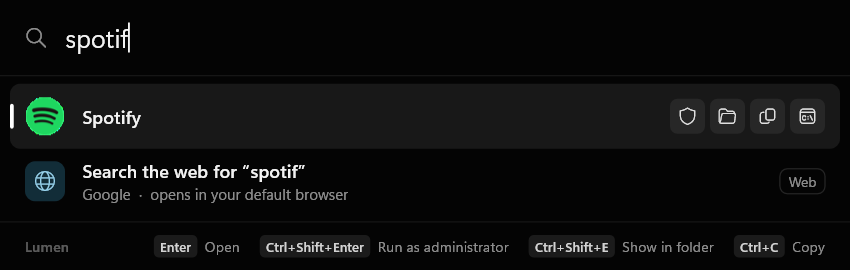 spotif
Spotify
C:\
Search the web for “spotif”
Google · opens in your default browser
Web
Lumen Enter Open Ctrl+Shift+Enter Run as administrator Ctrl+Shift+E Show in folder Ctrl+C Copy